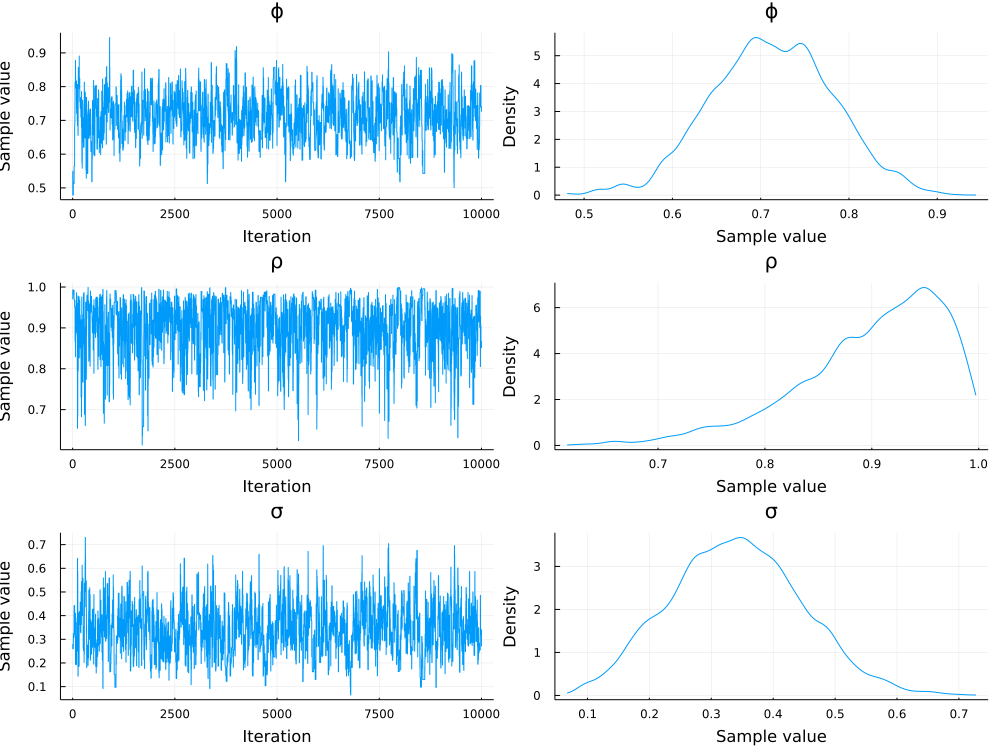 ϕ
ϕ
Sample value
0.9
0.8
0.7
0.6
0.5
0 2500 5000 7500 10000
Iteration
Density
5
4
3
2
1
0
0.5 0.6 0.7 0.8 0.9
Sample value
ρ
ρ
Sample value
1.0
0.9
0.8
0.7
0 2500 5000 7500 10000
Iteration
Density
6
4
2
0
0.7 0.8 0.9 1.0
Sample value
σ
σ
Sample value
0.7
0.6
0.5
0.4
0.3
0.2
0.1
0 2500 5000 7500 10000
Iteration
Density
3
2
1
0
0.1 0.2 0.3 0.4 0.5 0.6 0.7
Sample value